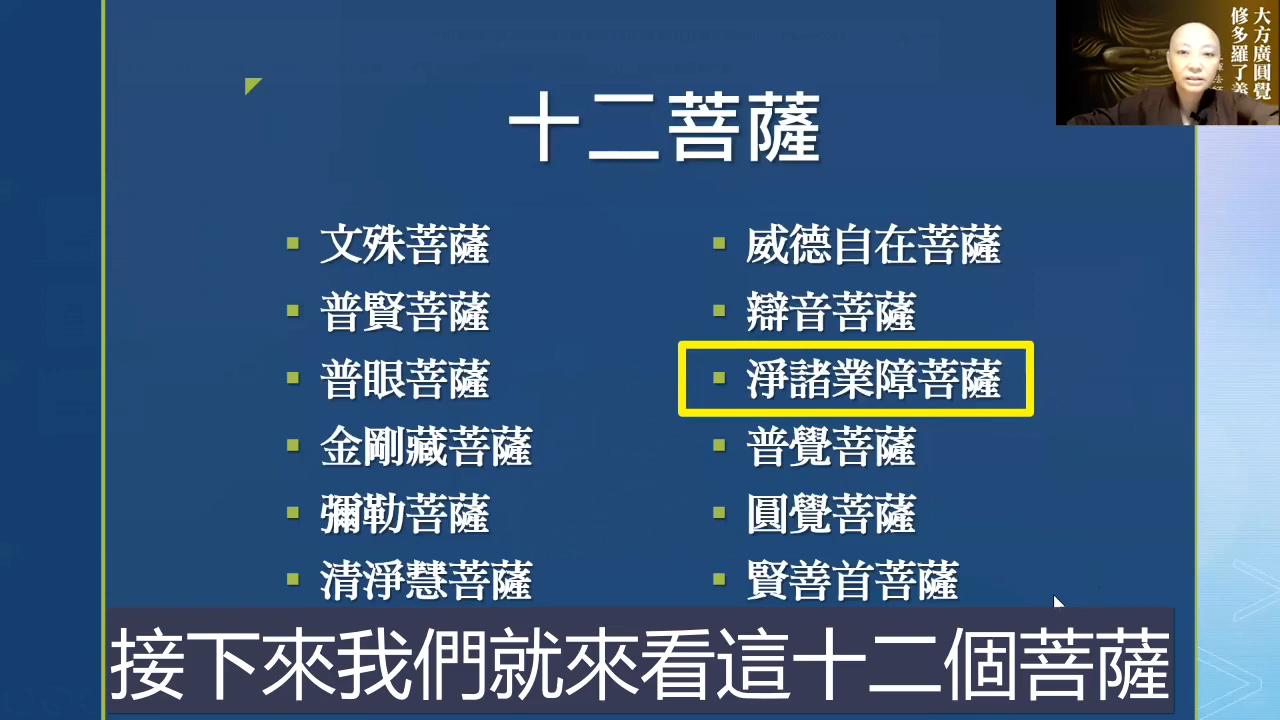 大方廣圓覺
修多羅了義
十二菩薩
文殊菩薩
普賢菩薩
普眼菩薩
金剛藏菩薩
彌勒菩薩
清淨慧菩薩
威德自在菩薩
辯音菩薩
淨諸業障菩薩
普覺菩薩
圓覺菩薩
賢善首菩薩
接下來我們就來看這十二個菩薩